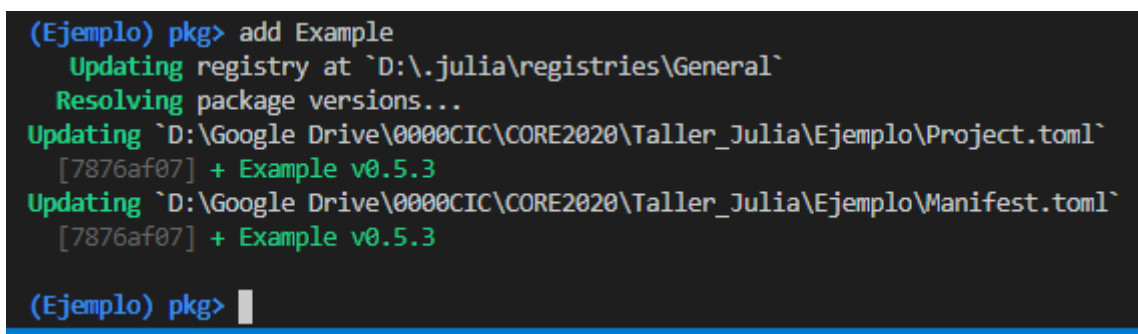 (Ejemplo) pkg> add Example
Updating registry at `D:\.julia\registries\General`
Resolving package versions...
Updating `D:\Google Drive\0000CIC\CORE2020\Taller_Julia\Ejemplo\Project.toml`
[7876af07] + Example v0.5.3
Updating `D:\Google Drive\0000CIC\CORE2020\Taller_Julia\Ejemplo\Manifest.toml`
[7876af07] + Example v0.5.3
(Ejemplo) pkg>